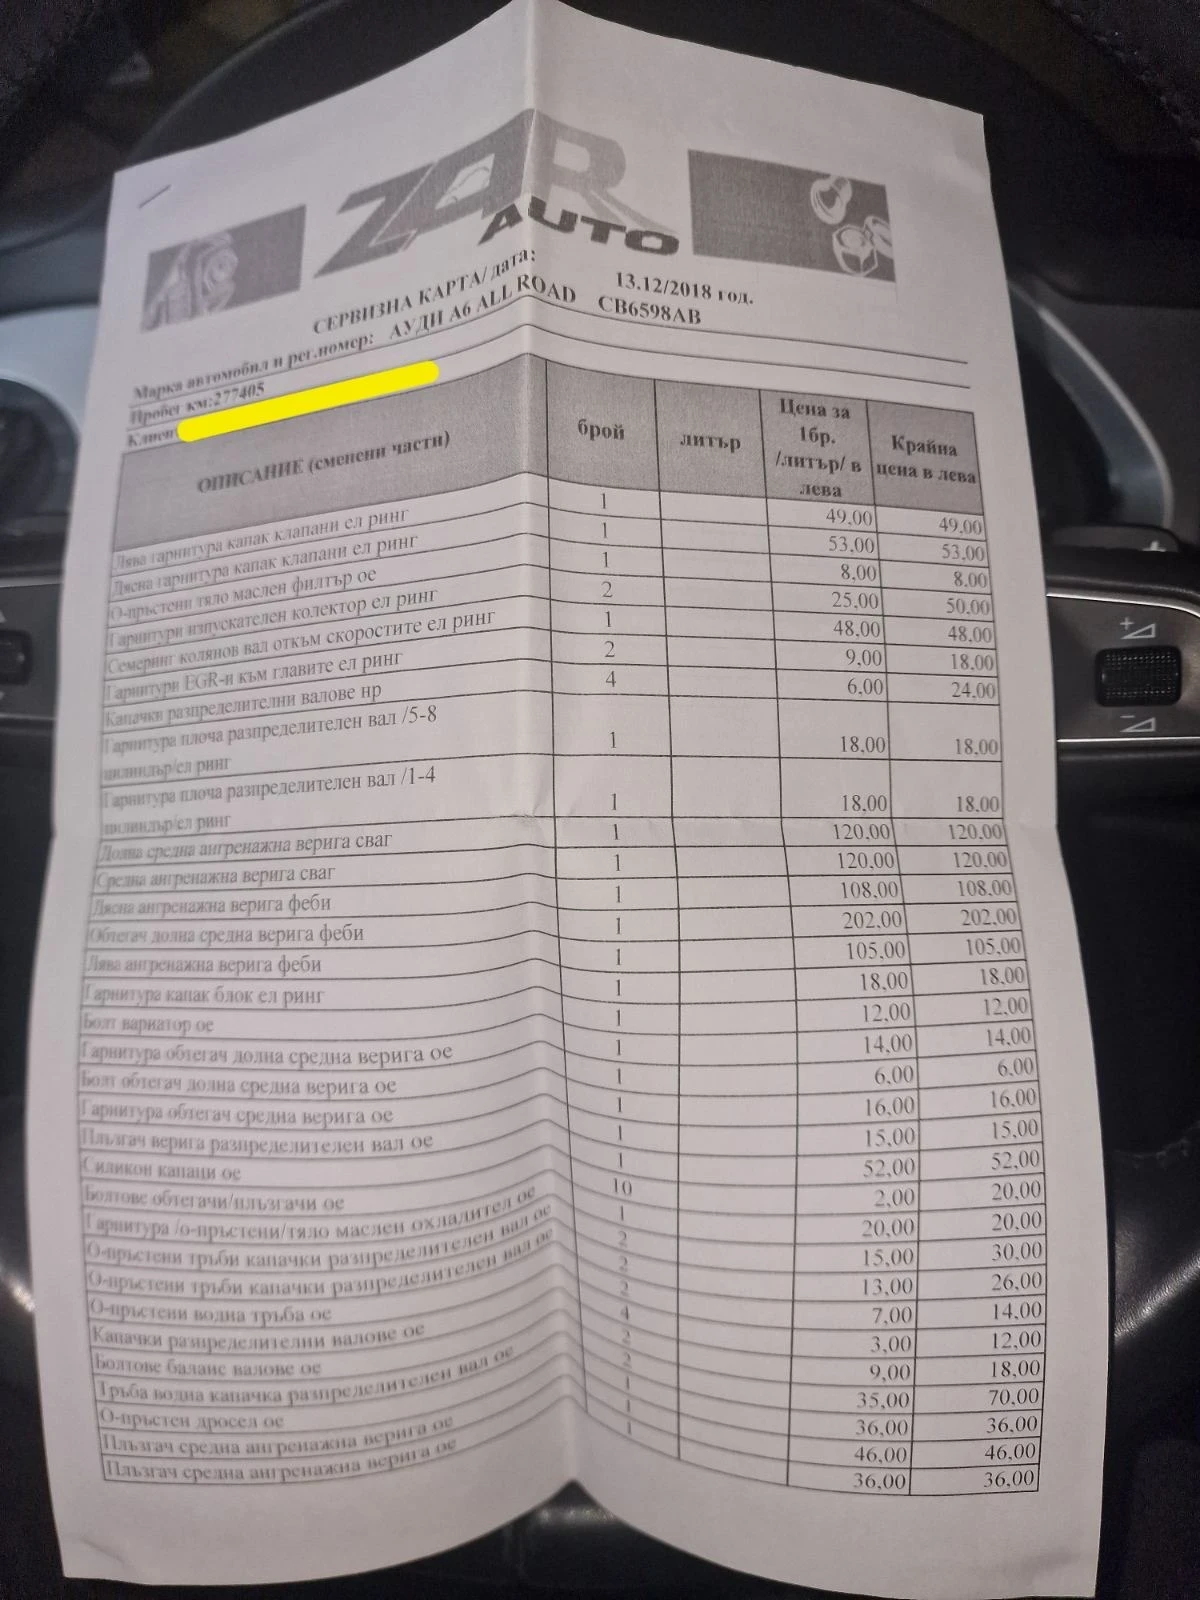 ZAR
AUTO
СЕРВИЗНА КАРТА/ дата: 13.12/2018 год.
Марка автомобил и рег.номер: АУДИ А6 ALL ROAD СВ6598АВ
Пробег км:277405
Клиент
ОПИСАНИЕ (сменени части) брой литър Цена за 1бр. /литър/ в лева Крайна цена в лева
Лява гарнитура капак клапани ел ринг 1 49,00 49,00
Дясна гарнитура капак клапани ел ринг 1 53,00 53,00
О-пръстени тяло маслен филтър ое 1 8,00 8,00
Гарнитури изпускателен колектор ел ринг 2 25,00 50,00
Семеринг колянов вал откъм скоростите ел ринг 1 48,00 48,00
Гарнитури EGR-и към главите ел ринг 2 9,00 18,00
Капачки разпределителни валове нр 4 6,00 24,00
Гарнитура плоча разпределителен вал /5-8
цилиндър/ел ринг 1 18,00 18,00
Гарнитура плоча разпределителен вал /1-4
цилиндър/ел ринг 1 18,00 18,00
Долна средна ангренажна верига сваг 1 120,00 120,00
Средна ангренажна верига сваг 1 120,00 120,00
Дясна ангренажна верига феби 1 108,00 108,00
Обтегач долна средна верига феби 1 202,00 202,00
Лява ангренажна верига феби 1 105,00 105,00
Гарнитура капак блок ел ринг 1 18,00 18,00
Болт вариатор ое 1 12,00 12,00
Гарнитура обтегач долна средна верига ое 1 14,00 14,00
Болт обтегач долна средна верига ое 1 6,00 6,00
Гарнитура обтегач средна верига ое 1 16,00 16,00
Плъзгач верига разпределителен вал ое 1 15,00 15,00
Силикон капаци ое 1 52,00 52,00
Болтове обтегачи/плъзгачи ое 10 2,00 20,00
Гарнитура /о-пръстени/тяло маслен охладител ое 1 20,00 20,00
О-пръстени тръби капачки разпределителен вал ое 2 15,00 30,00
О-пръстени тръби капачки разпределителен вал ое 2 13,00 26,00
О-пръстени водна тръба ое 2 7,00 14,00
Капачки разпределителни валове ое 4 3,00 12,00
Болтове баланс валове ое 2 9,00 18,00
Тръба водна капачка разпределителен вал ое 2 35,00 70,00
О-пръстен дросел ое 1 36,00 36,00
Плъзгач средна ангренажна верига ое 1 46,00 46,00
Плъзгач средна ангренажна верига ое 1 36,00 36,00